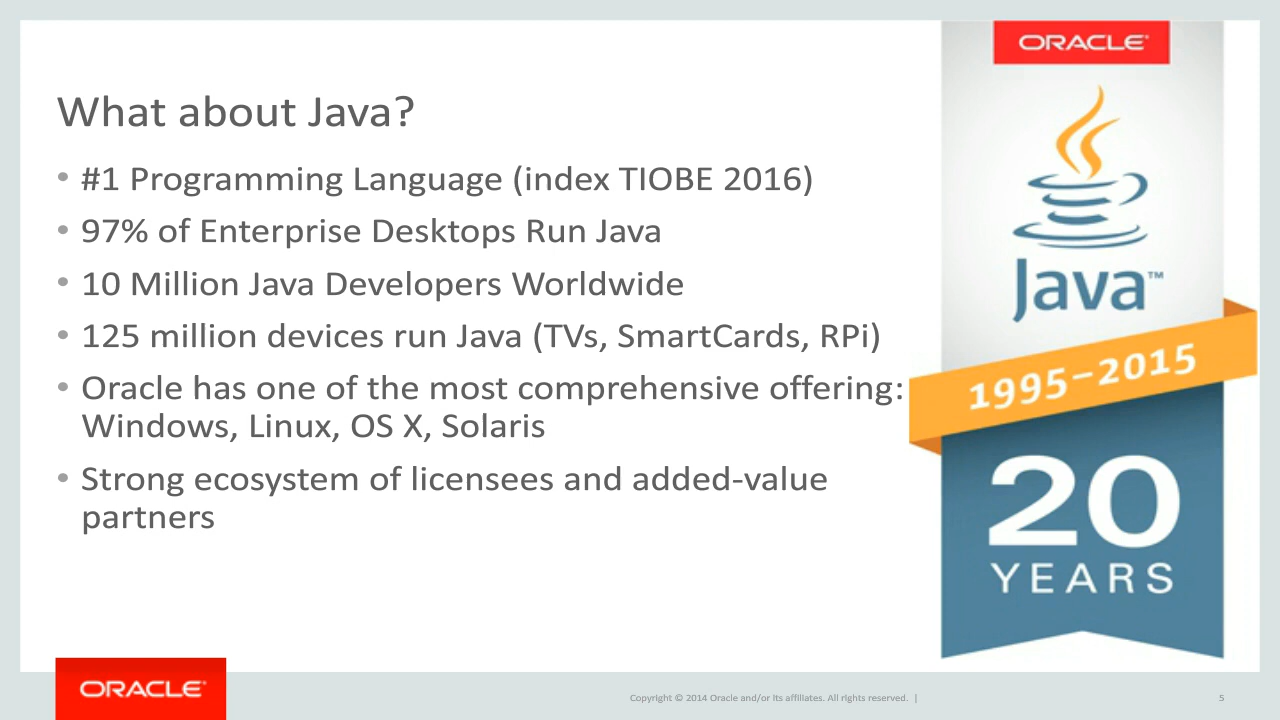 What about Java?
• #1 Programming Language (index TIOBE 2016)
• 97% of Enterprise Desktops Run Java
• 10 Million Java Developers Worldwide
• 125 million devices run Java (TVs, SmartCards, RPi)
• Oracle has one of the most comprehensive offering:
Windows, Linux, OS X, Solaris
• Strong ecosystem of licensees and added-value
partners
ORACLE®
Java™
1995–2015
20
YEARS
ORACLE®
Copyright © 2014 Oracle and/or its affiliates. All rights reserved. |
5